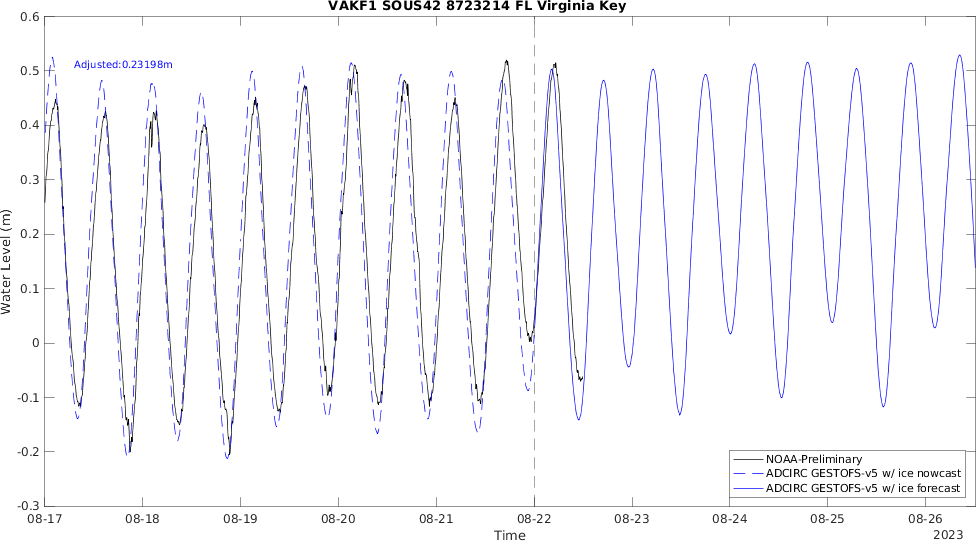 VAKF1 SOUS42 8723214 FL Virginia Key
0.6
Adjusted:0.23198m
0.5
0.4
0.3
0.2
0.1
0
-0.1
-0.2
-0.3
Water Level (m)
NOAA-Preliminary
ADCIRC GESTOFS-v5 w/ ice nowcast
ADCIRC GESTOFS-v5 w/ ice forecast
08-17 08-18 08-19 08-20 08-21 08-22 08-23 08-24 08-25 08-26
Time
2023